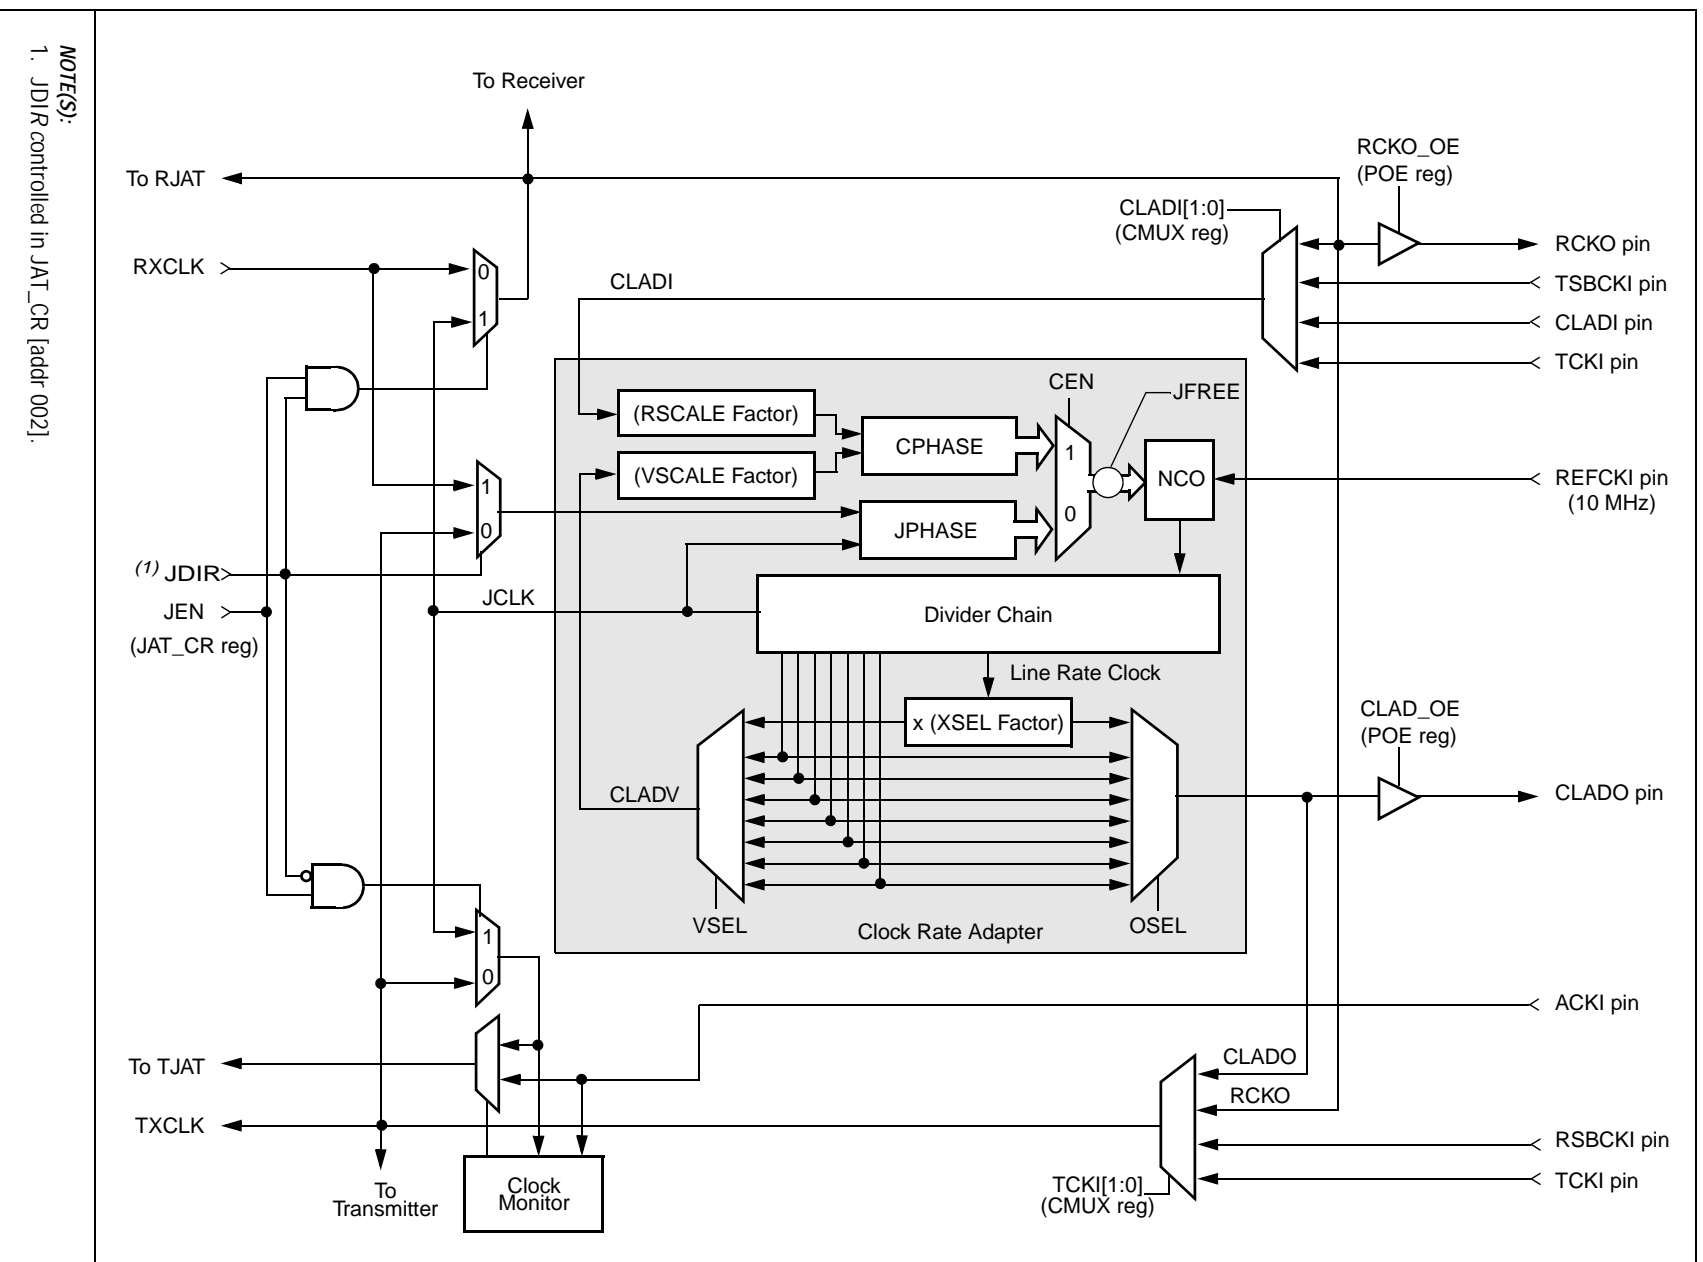 NOTE(S):
1. JDIR controlled in JAT_CR [addr 002].
To Receiver
To RJAT
RCKO_OE
(POE reg)
CLADI[1:0]
(CMUX reg)
RXCLK
0
1
RCKO pin
TSBCKI pin
CLADI pin
TCKI pin
CLADI
CEN
JFREE
(RSCALE Factor)
(VSCALE Factor)
CPHASE
JPHASE
1
0
NCO
REFCKI pin
(10 MHz)
1
0
(1) JDIR
JEN
(JAT_CR reg)
JCLK
Divider Chain
Line Rate Clock
x (XSEL Factor)
CLAD_OE
(POE reg)
CLADV
CLADO pin
VSEL
OSEL
Clock Rate Adapter
1
0
ACKI pin
To TJAT
CLADO
RCKO
TXCLK
RSBCKI pin
TCKI pin
To
Transmitter
Clock
Monitor
TCKI[1:0]
(CMUX reg)